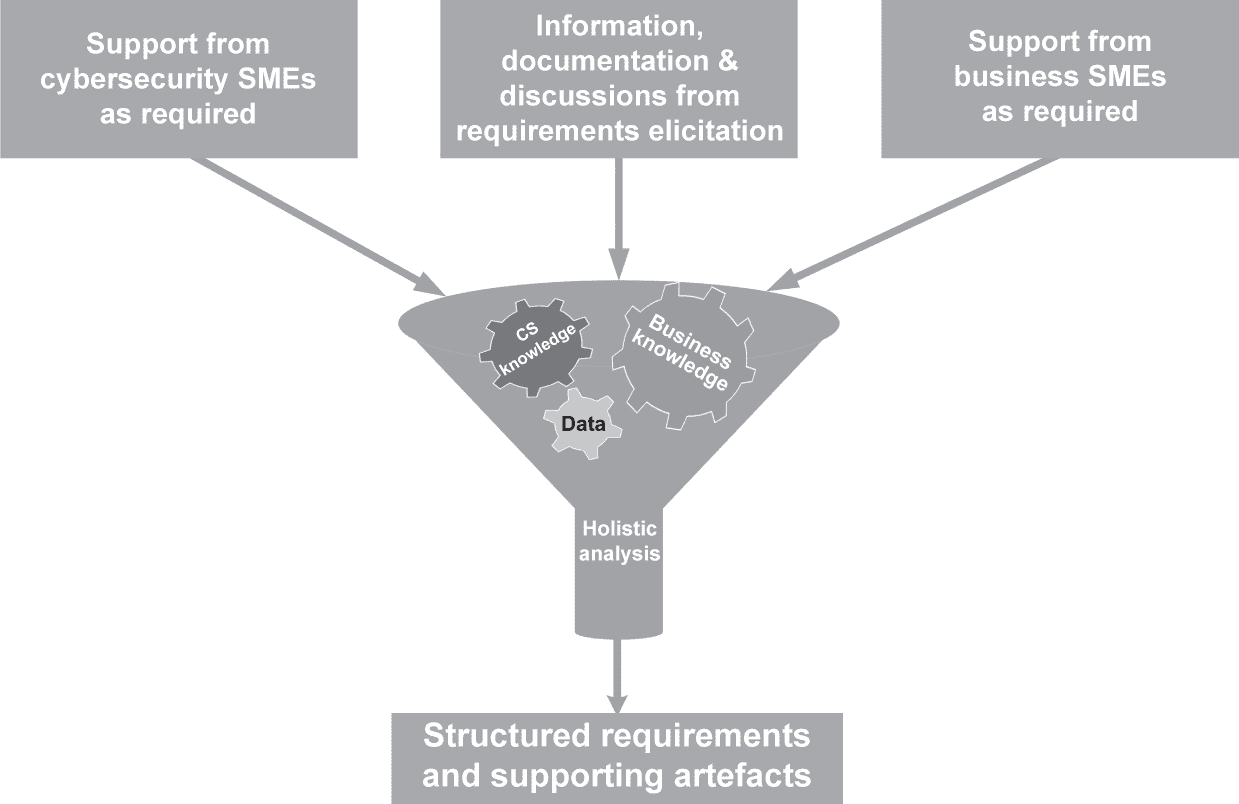 Support from
cybersecurity SMEs
as required
Information,
documentation &
discussions from
requirements elicitation
Support from
business SMEs
as required
CS
knowledge
Business
knowledge
Data
Holistic
analysis
Structured requirements
and supporting artefacts